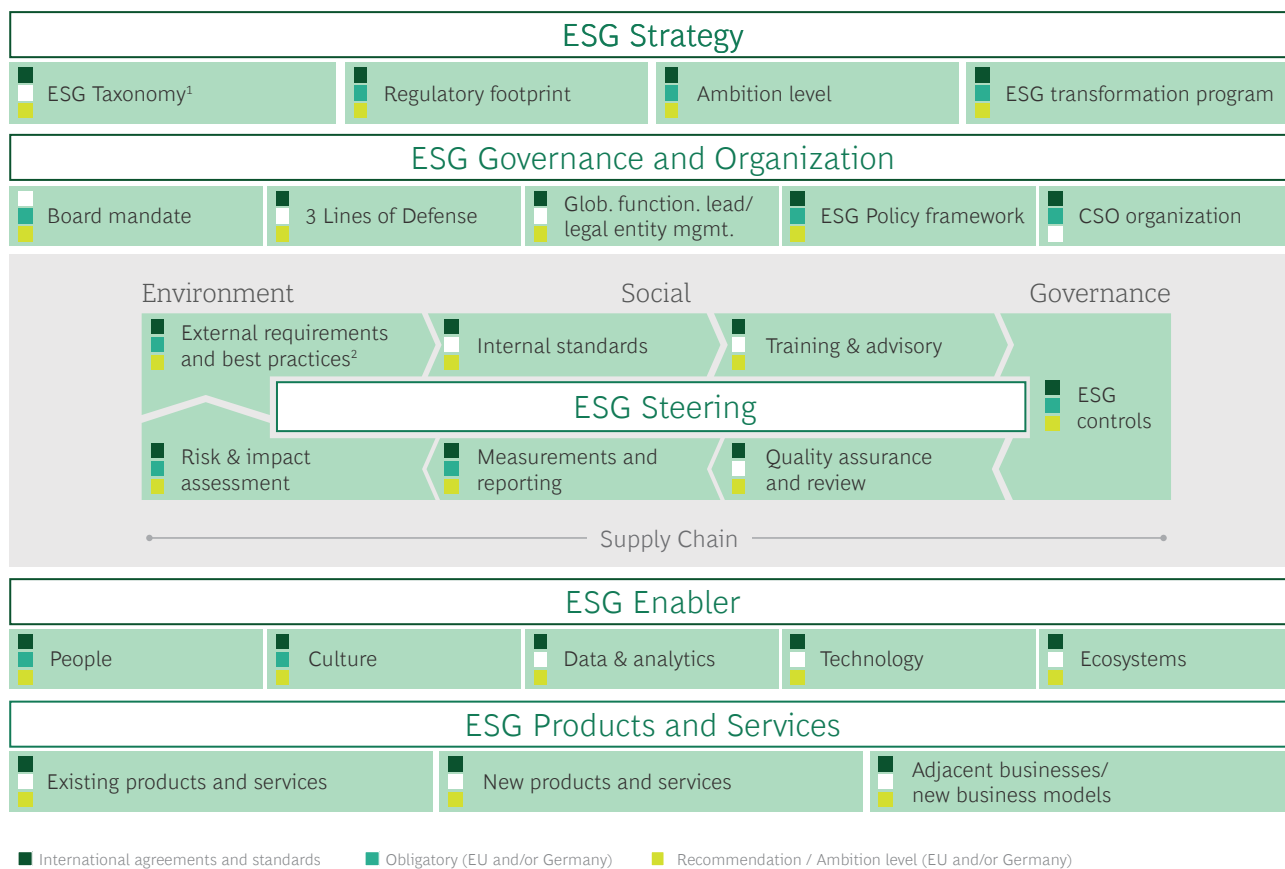 ESG Strategy
ESG Taxonomy¹
Regulatory footprint
Ambition level
ESG transformation program
ESG Governance and Organization
Board mandate
3 Lines of Defense
Glob. function. lead/
legal entity mgmt.
ESG Policy framework
CSO organization
Environment
Social
Governance
External requirements
and best practices²
Internal standards
Training & advisory
ESG Steering
ESG
controls
Risk & impact
assessment
Measurements and
reporting
Quality assurance
and review
Supply Chain
ESG Enabler
People
Culture
Data & analytics
Technology
Ecosystems
ESG Products and Services
Existing products and services
New products and services
Adjacent businesses/
new business models
International agreements and standards
Obligatory (EU and/or Germany)
Recommendation / Ambition level (EU and/or Germany)